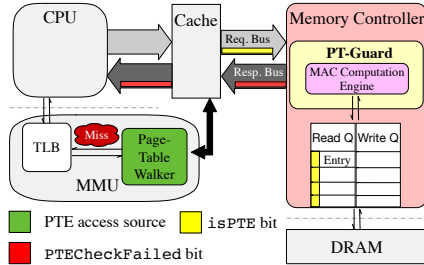 CPU
Cache
Memory Controller
Req. Bus
Resp. Bus
PT-Guard
MAC Computation
Engine
Read Q Write Q
Entry
TLB
Miss
Page-
Table
Walker
MMU
PTE access source
isPTE bit
PTECheckFailed bit
DRAM